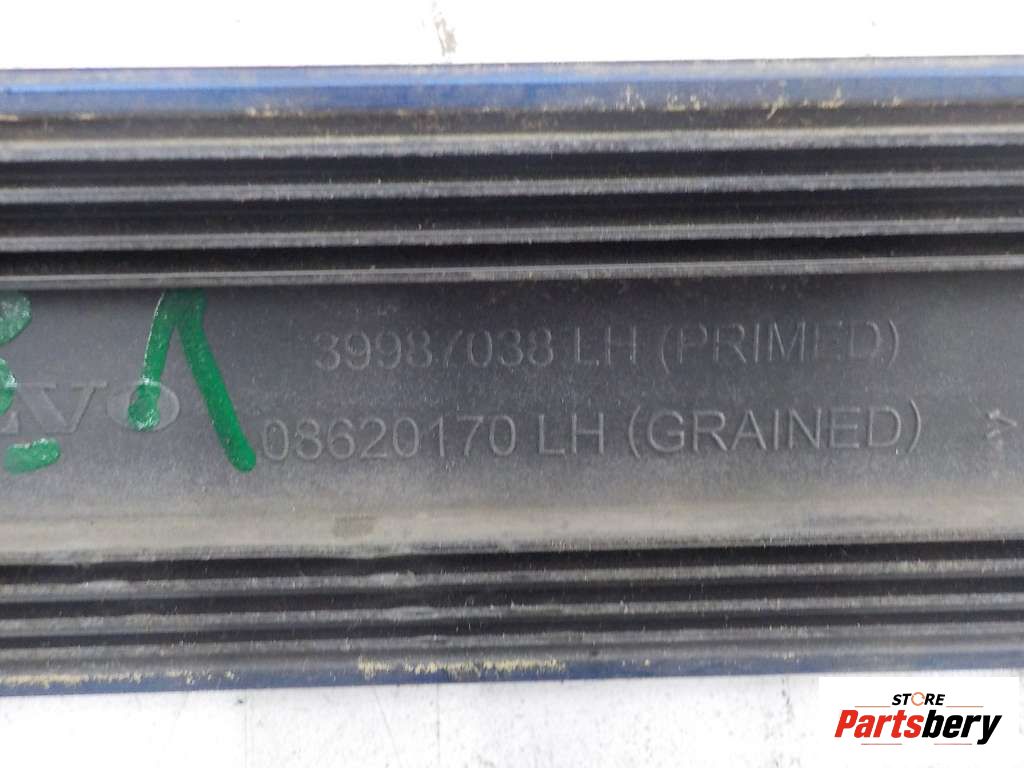 39987038 LH (PRIMED)
08620170 LH (GRAINED)
STORE
Partsbery